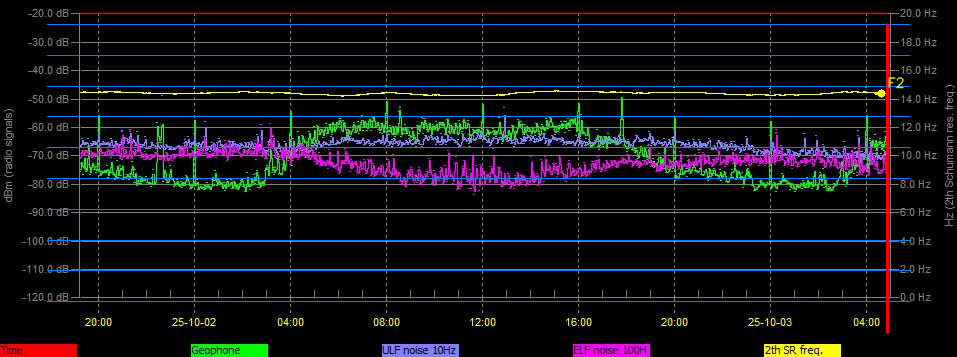 -20.0 dB 20.0 Hz
-30.0 dB 18.0 Hz
-40.0 dB 16.0 Hz
F2
-50.0 dB 14.0 Hz
-60.0 dB 12.0 Hz
-70.0 dB 10.0 Hz
-80.0 dB 8.0 Hz
-90.0 dB 6.0 Hz
-100.0 dB 4.0 Hz
-110.0 dB 2.0 Hz
-120.0 dB 0.0 Hz
dBm (radio signals)
Hz (2th Schumann res. freq.)
20:00 25-10-02 04:00 08:00 12:00 16:00 20:00 25-10-03 04:00
Time Geophone ULF noise 10Hz ELF noise 100H 2th SR freq.